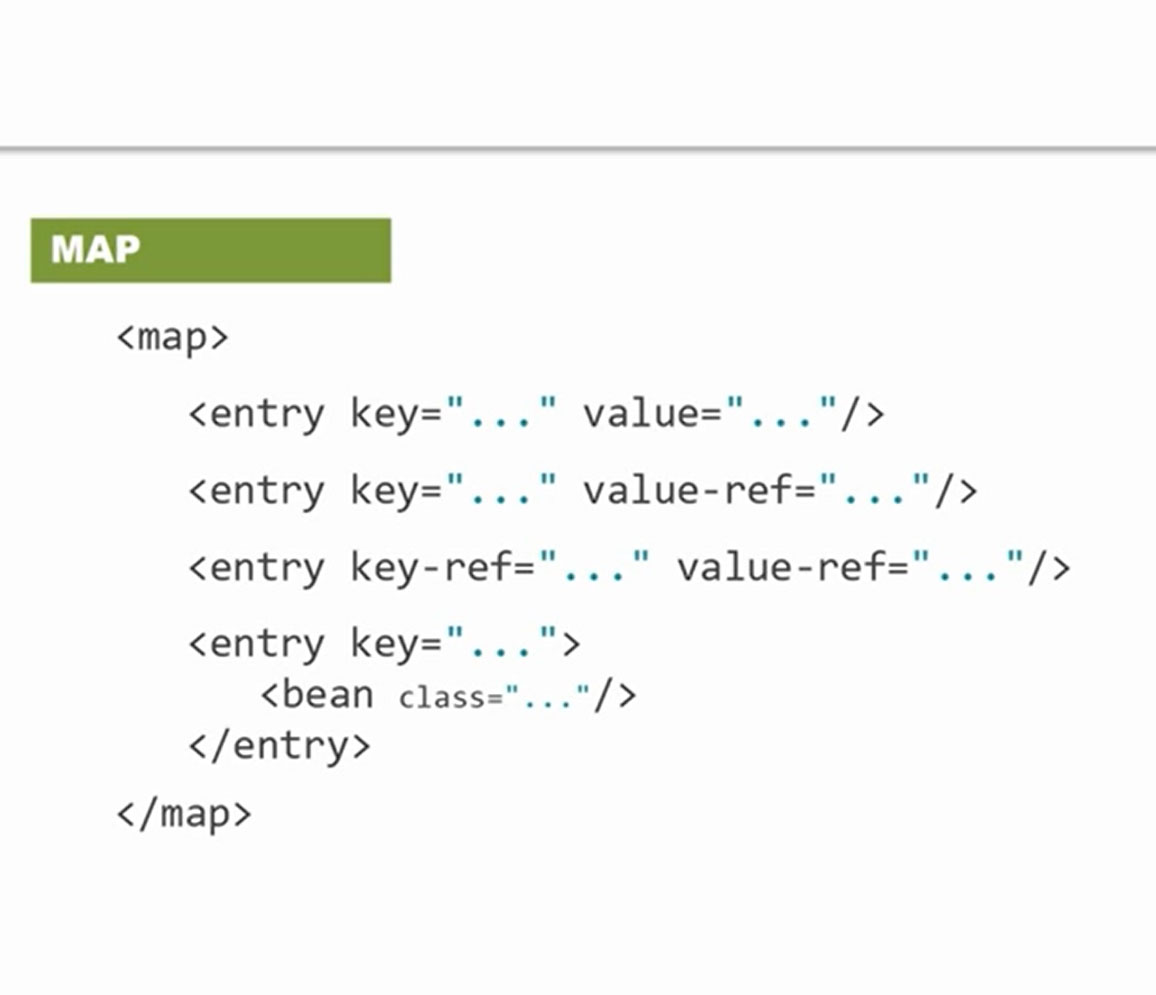 MAP
<map>
<entry key="..." value="..."/>
<entry key="..." value-ref="..."/>
<entry key-ref="..." value-ref="..."/>
<entry key="...">
<bean class="..."/>
</entry>
</map>